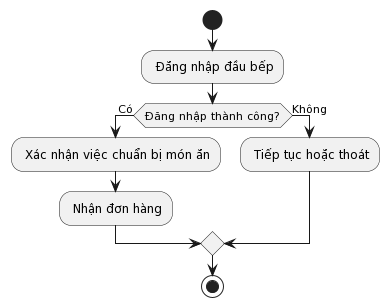 Đăng nhập đầu bếp
Đăng nhập thành công?
Có
Không
Xác nhận việc chuẩn bị món ăn
Tiếp tục hoặc thoát
Nhận đơn hàng